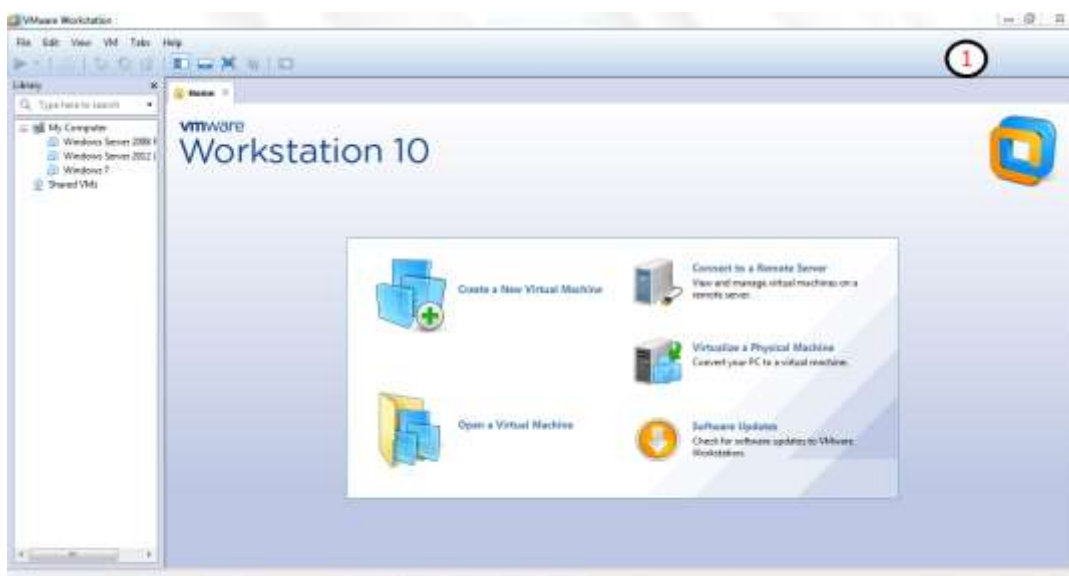 VMware Workstation
File Edit View VM Tabs Help
1
Library
Type here to search
Home
My Computer
Windows Server 2008
Windows Server 2012
Windows 7
Shared VMs
vmware
Workstation 10
Create a New Virtual Machine
Open a Virtual Machine
Connect to a Remote Server
View and manage virtual machines on a
remote server.
Virtualize a Physical Machine
Convert your PC to a virtual machine.
Software Updates
Check for software updates to VMware
Workstation.